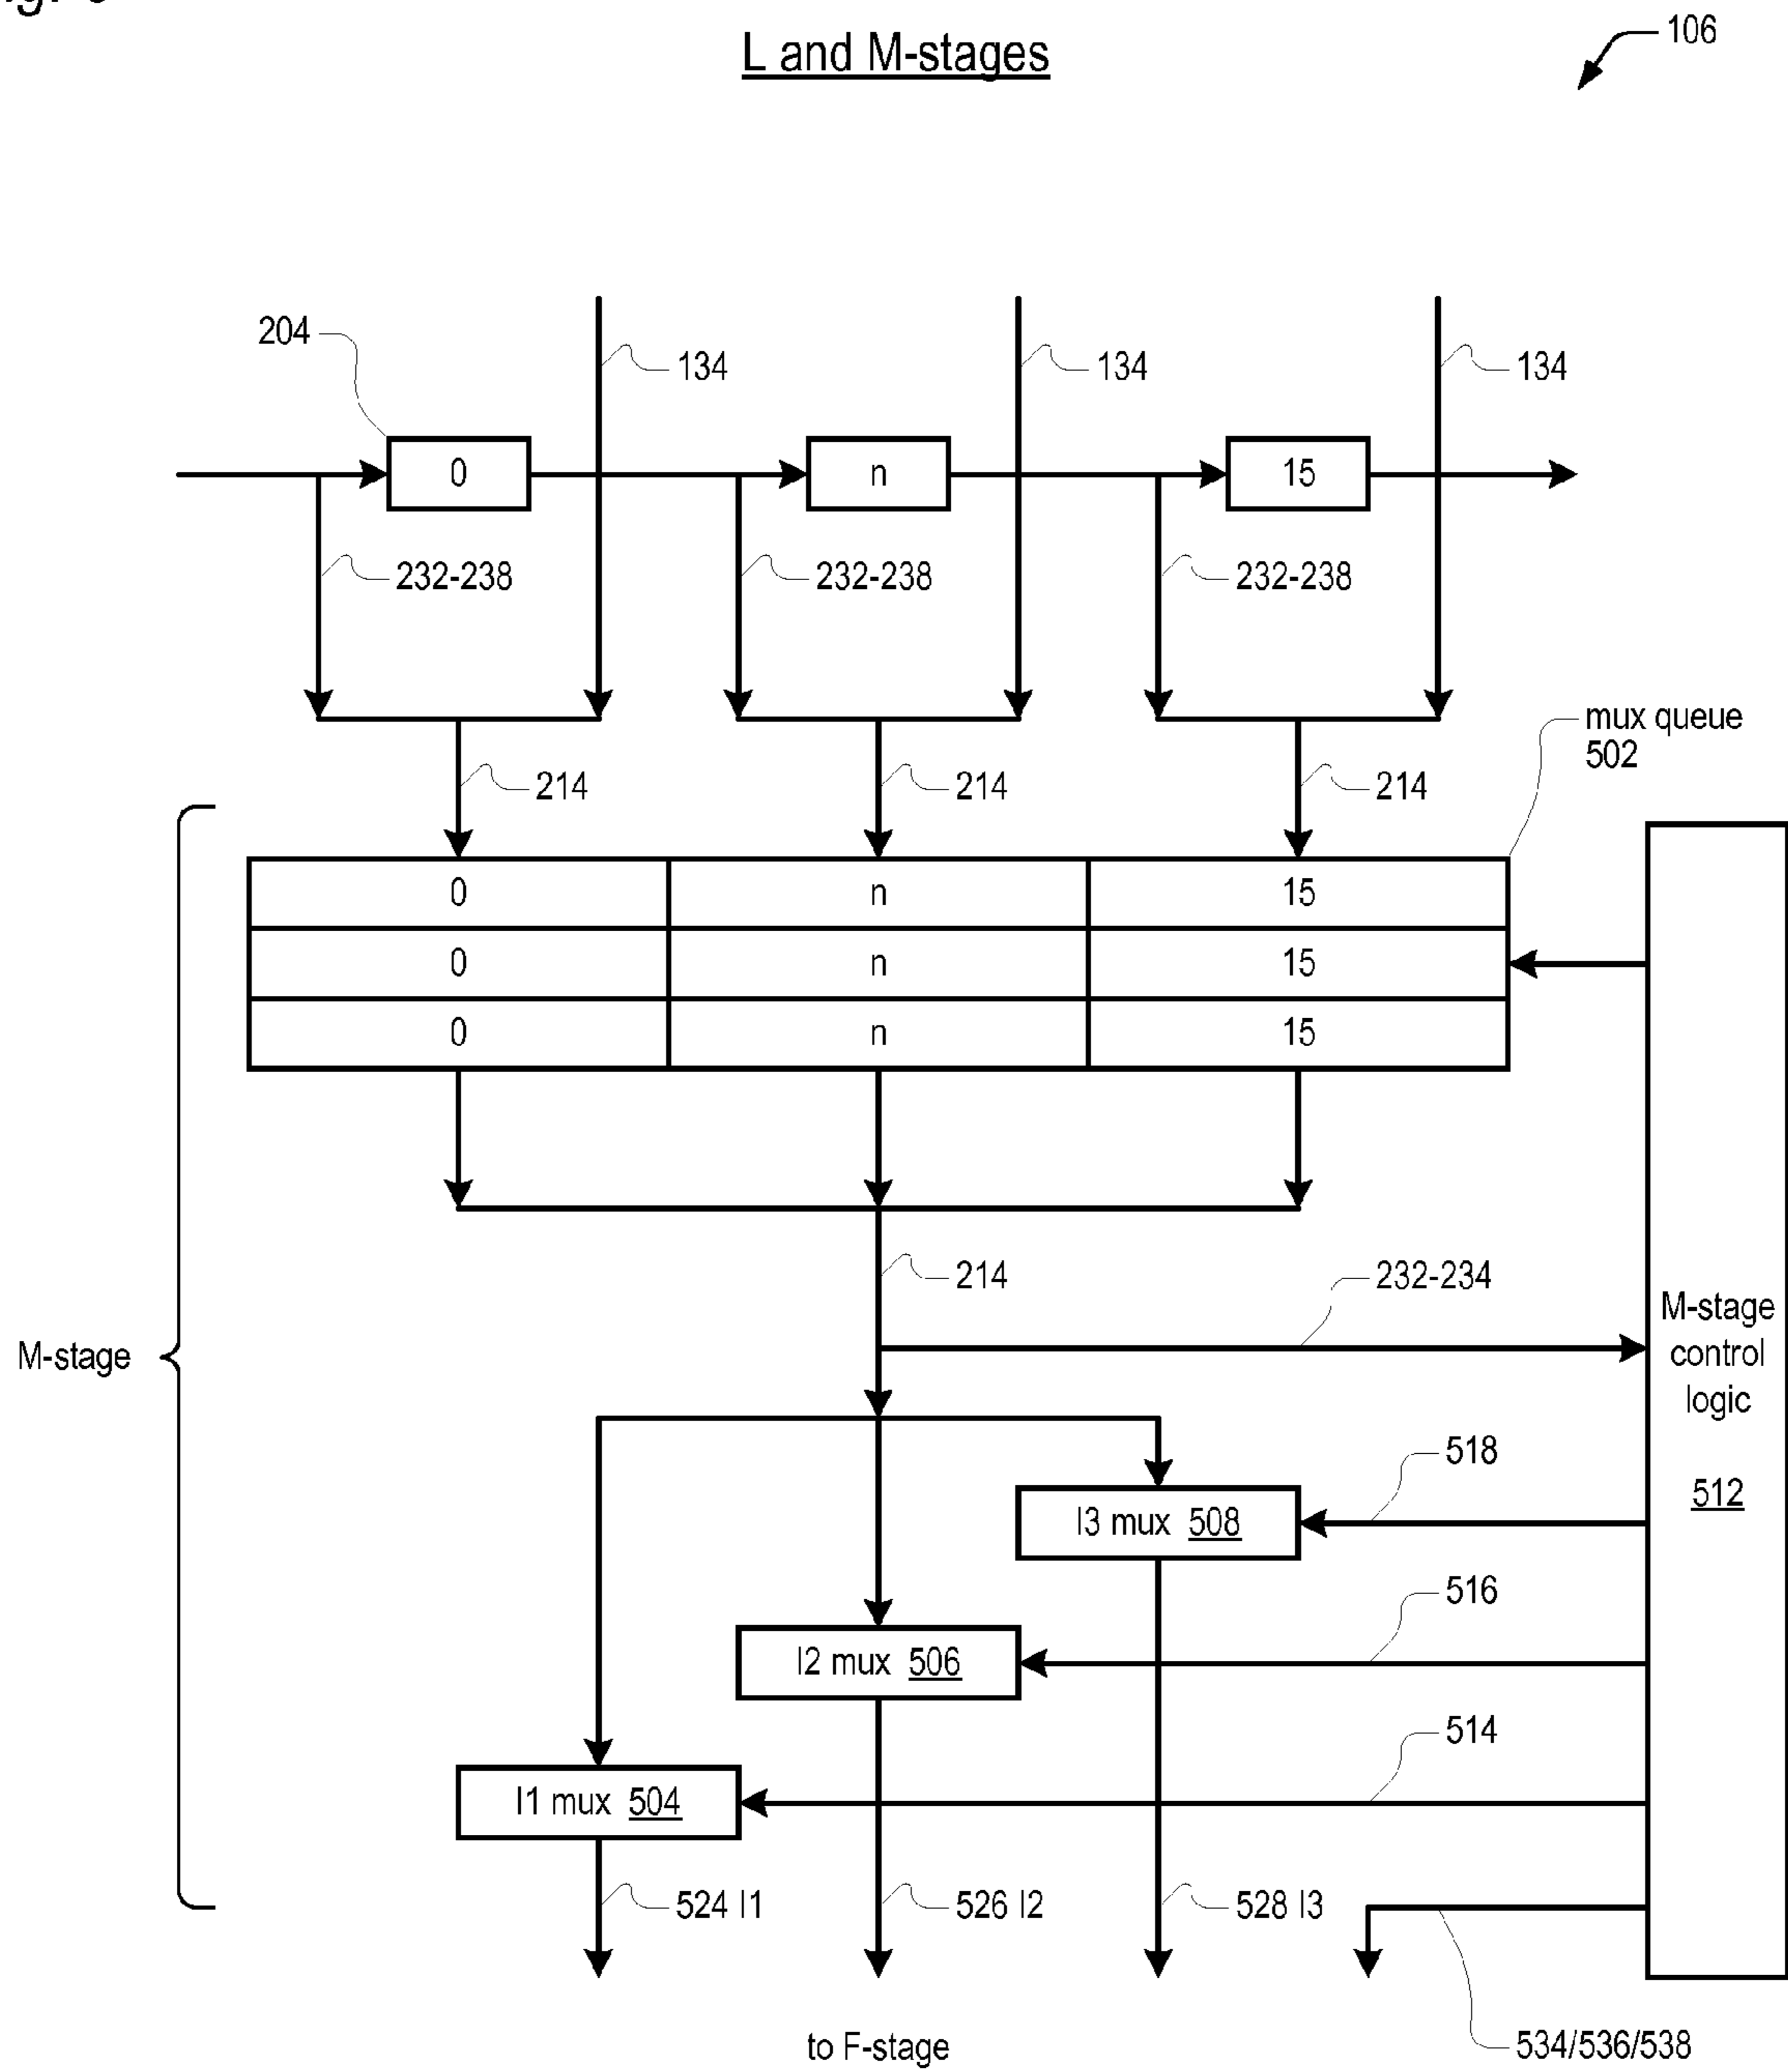 L and M-stages
106
204
134
134
134
0
n
15
232-238
232-238
232-238
mux queue
502
214
214
214
0
n
15
0
n
15
0
n
15
214
232-234
M-stage
M-stage
control
logic
512
518
I3 mux 508
516
I2 mux 506
514
I1 mux 504
524 I1
526 I2
528 I3
to F-stage
534/536/538